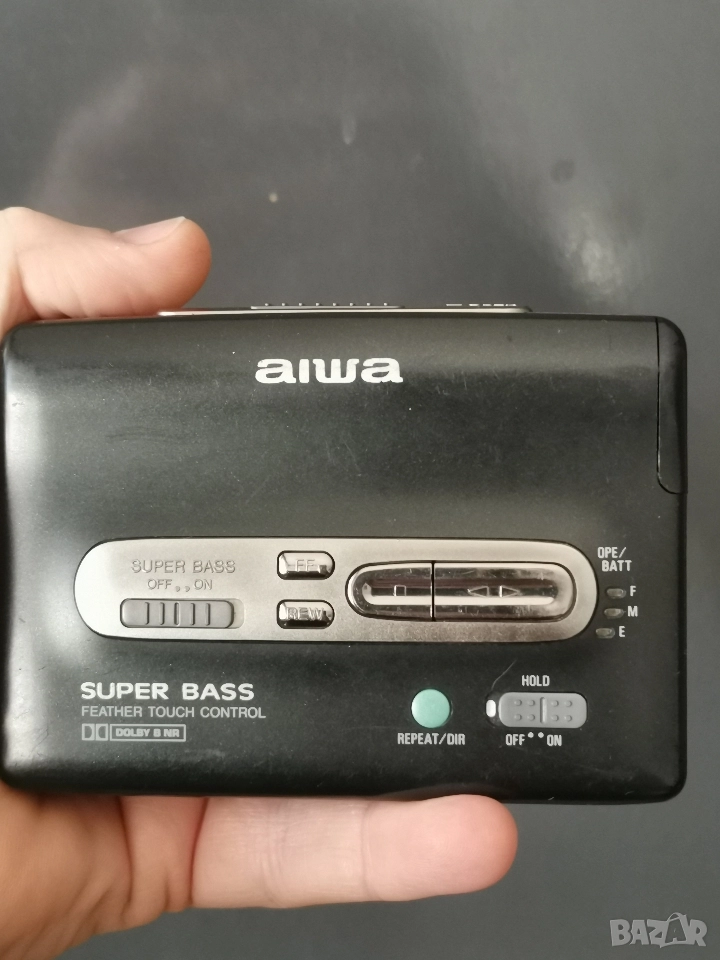 aiwa
SUPER BASS
OFF ON
FF
REW
OPE/
BATT
F
M
E
SUPER BASS
FEATHER TOUCH CONTROL
DOLBY B NR
REPEAT/DIR
HOLD
OFF ON
BAZAR